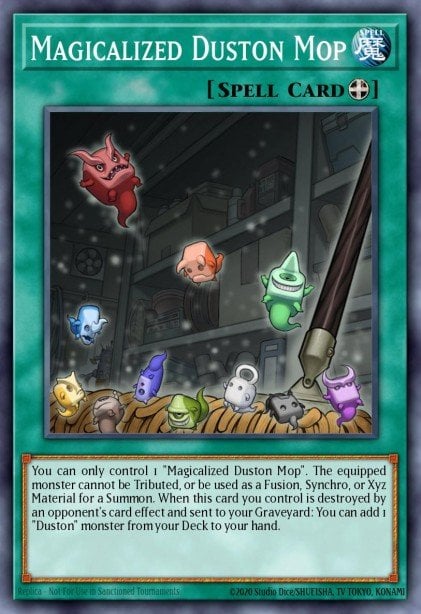 Magicalized Duston Mop
SPELL
魔
[Spell Card]
You can only control 1 "Magicalized Duston Mop". The equipped
monster cannot be Tributed, or be used as a Fusion, Synchro, or Xyz
Material for a Summon. When this card you control is destroyed by
an opponent's card effect and sent to your Graveyard: You can add 1
"Duston" monster from your Deck to your hand.
Replica - Not For Use in Sanctioned Tournaments
©2020 Studio Dice/SHUEISHA, TV TOKYO, KONAMI